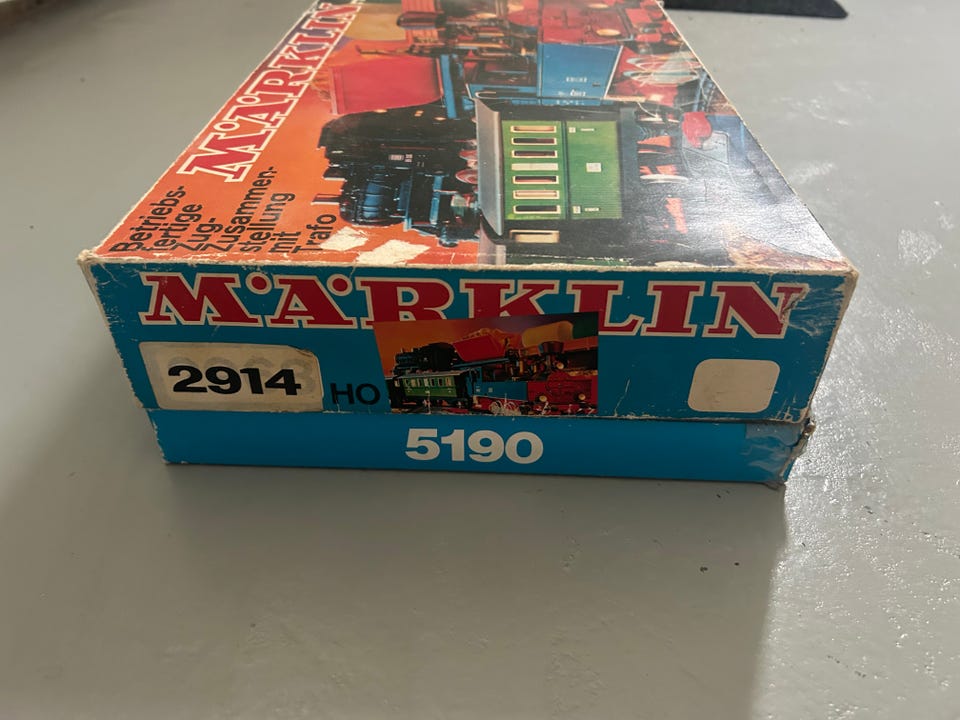 MÄRKLIN
Betriebs-
fertige
Zug-
Zusammen-
stellung
mit
Trafo
MÄRKLIN
2914
HO
5190